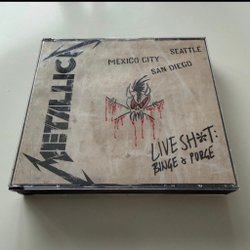 METALLICA
SEATTLE
MEXICO CITY
SAN DIEGO
LIVE SH*T:
BINGE & PURGE